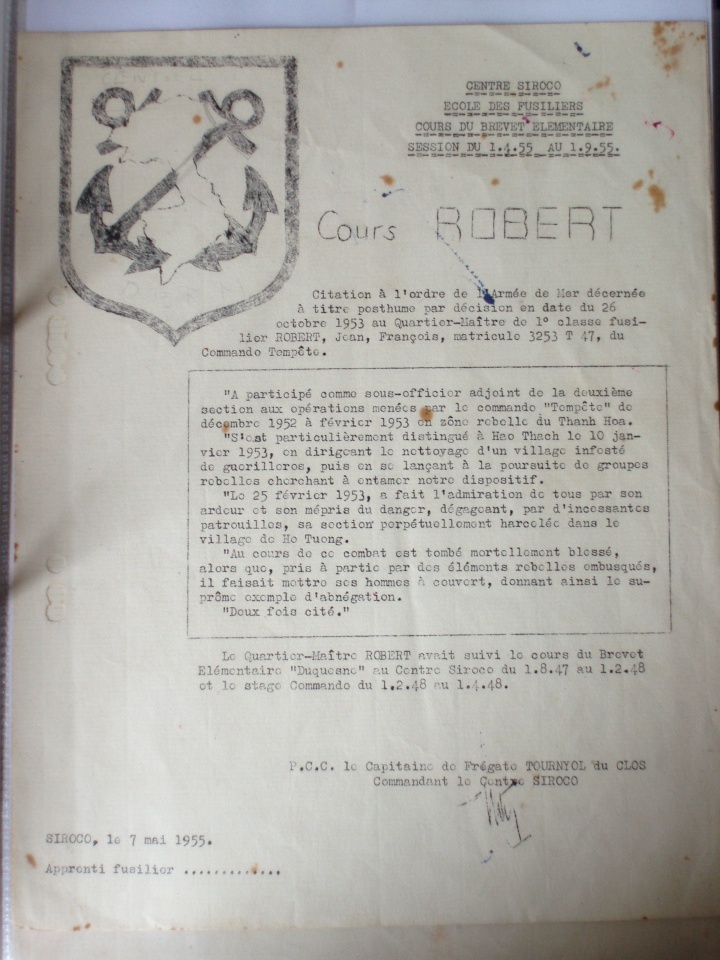 CENTRE SIROCO
ECOLE DES FUSILIERS
COURS DU BREVET ELEMENTAIRE
SESSION DU 1.4.55 AU 1.9.55.
Cours ROBERT
Citation à l'ordre de l'Armée de Mer décernée
à titre posthume par décision en date du 26
octobre 1953 au Quartier-Maître de 1° classe fusi-
lier ROBERT, Jean, François, matricule 3253 T 47, du
Commando Tempête.
"A participé comme sous-officier adjoint de la deuxième
section aux opérations menées par le commando "Tempête" de
décembre 1952 à février 1953 en zône rebelle du Thanh Hoa.
"S'est particulièrement distingué à Hao Thach le 10 jan-
vier 1953, en dirigeant le nettoyage d'un village infesté
de guerilleros, puis en se lançant à la poursuite de groupes
rebelles cherchant à entamer notre dispositif.
"Le 25 février 1953, a fait l'admiration de tous par son
ardeur et son mépris du danger, dégageant, par d'incessantes
patrouilles, sa section perpétuellement harcelée dans le
village de Ho Tuong.
"Au cours de ce combat est tombé mortellement blessé,
alors que, pris à partie par des éléments rebelles embusqués,
il faisait mettre ses hommes à couvert, donnant ainsi le su-
prême exemple d'abnégation.
"Deux fois cité."
Le Quartier-Maître ROBERT avait suivi le cours du Brevet
Elémentaire "Duquesne" au Centre Siroco du 1.8.47 au 1.2.48
et le stage Commando du 1.2.48 au 1.4.48.
P.C.C. le Capitaine de Frégate TOURNYOL du CLOS
Commandant le Centre SIROCO
SIROCO, le 7 mai 1955.
Apprenti fusilier .............